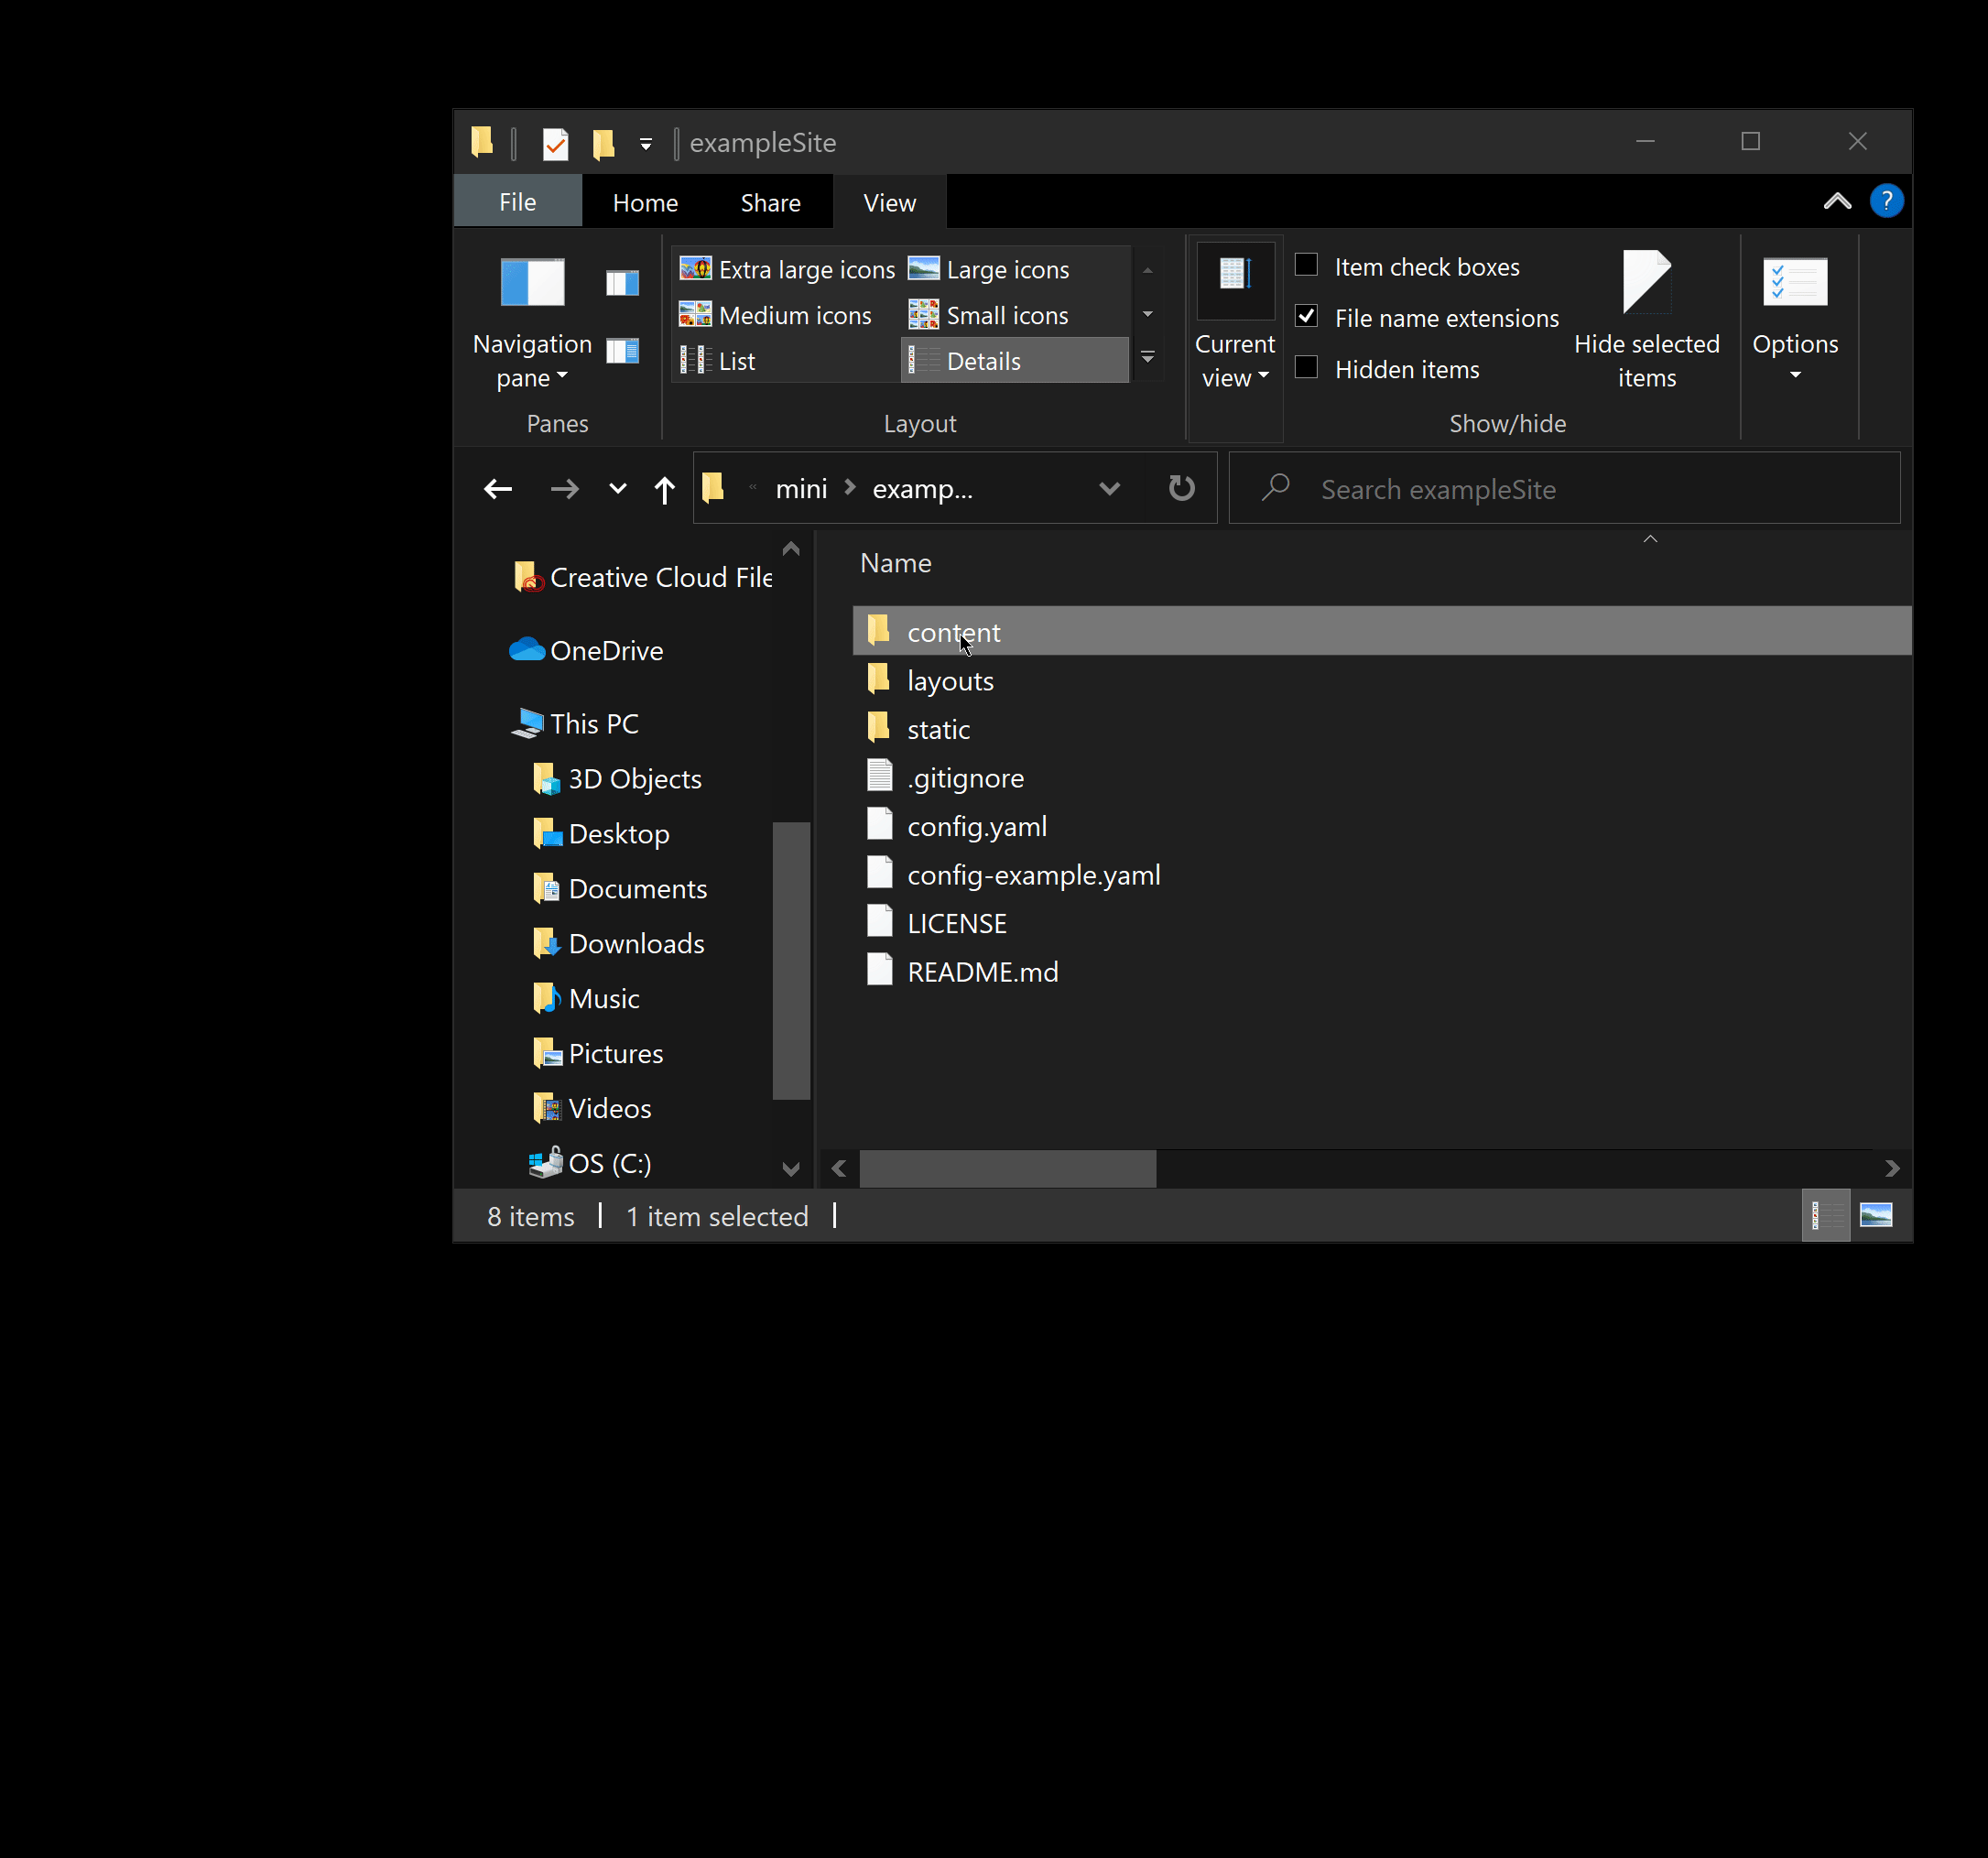 exampleSite
File Home Share View
?
Extra large icons Large icons
Medium icons Small icons
List Details
Navigation
pane
Panes
Layout
Current
view
Item check boxes
File name extensions
Hidden items
Hide selected
items
Show/hide
Options
« mini examp...
Search exampleSite
Creative Cloud File
OneDrive
This PC
3D Objects
Desktop
Documents
Downloads
Music
Pictures
Videos
OS (C:)
Name
content
layouts
static
.gitignore
config.yaml
config-example.yaml
LICENSE
README.md
8 items 1 item selected